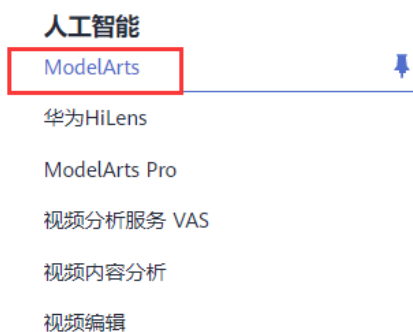 人工智能
ModelArts
华为HiLens
ModelArts Pro
视频分析服务 VAS
视频内容分析
视频编辑